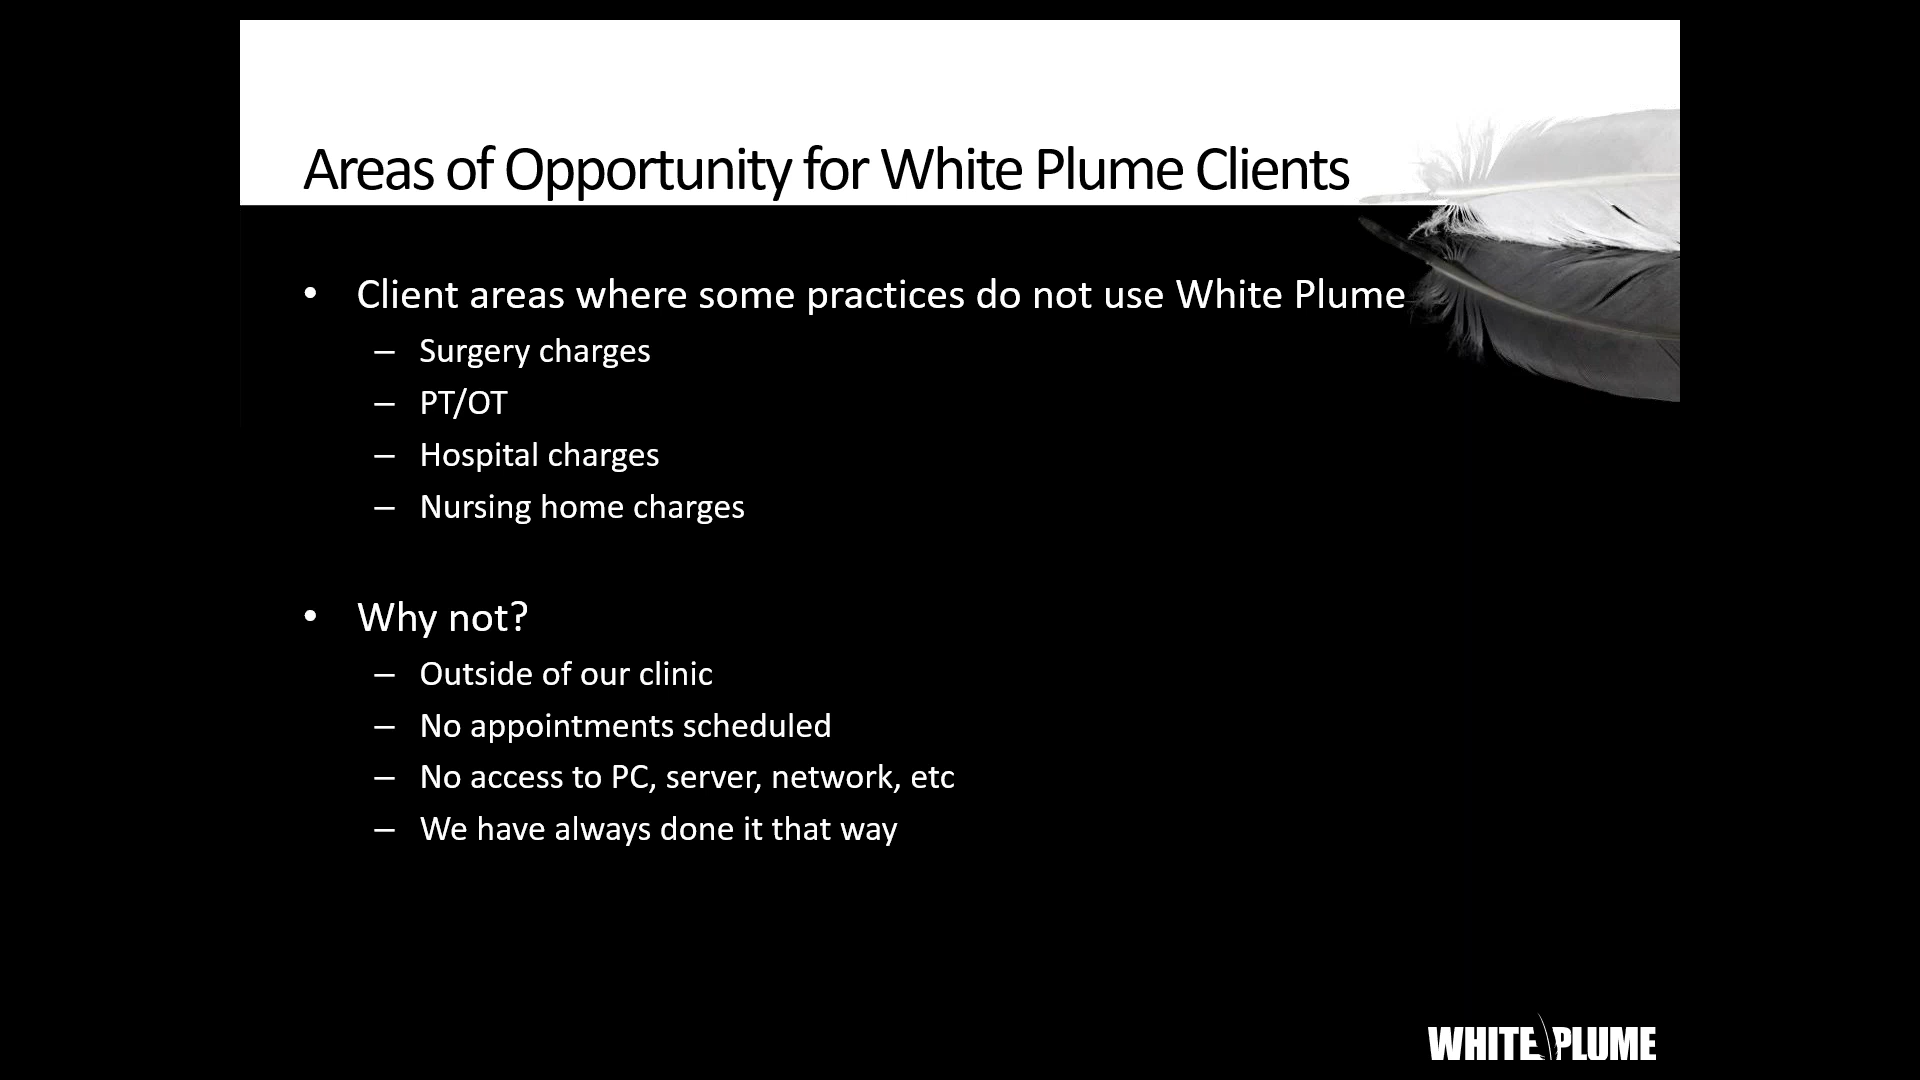 Areas of Opportunity for White Plume Clients
• Client areas where some practices do not use White Plume
– Surgery charges
– PT/OT
– Hospital charges
– Nursing home charges
• Why not?
– Outside of our clinic
– No appointments scheduled
– No access to PC, server, network, etc
– We have always done it that way
WHITE PLUME